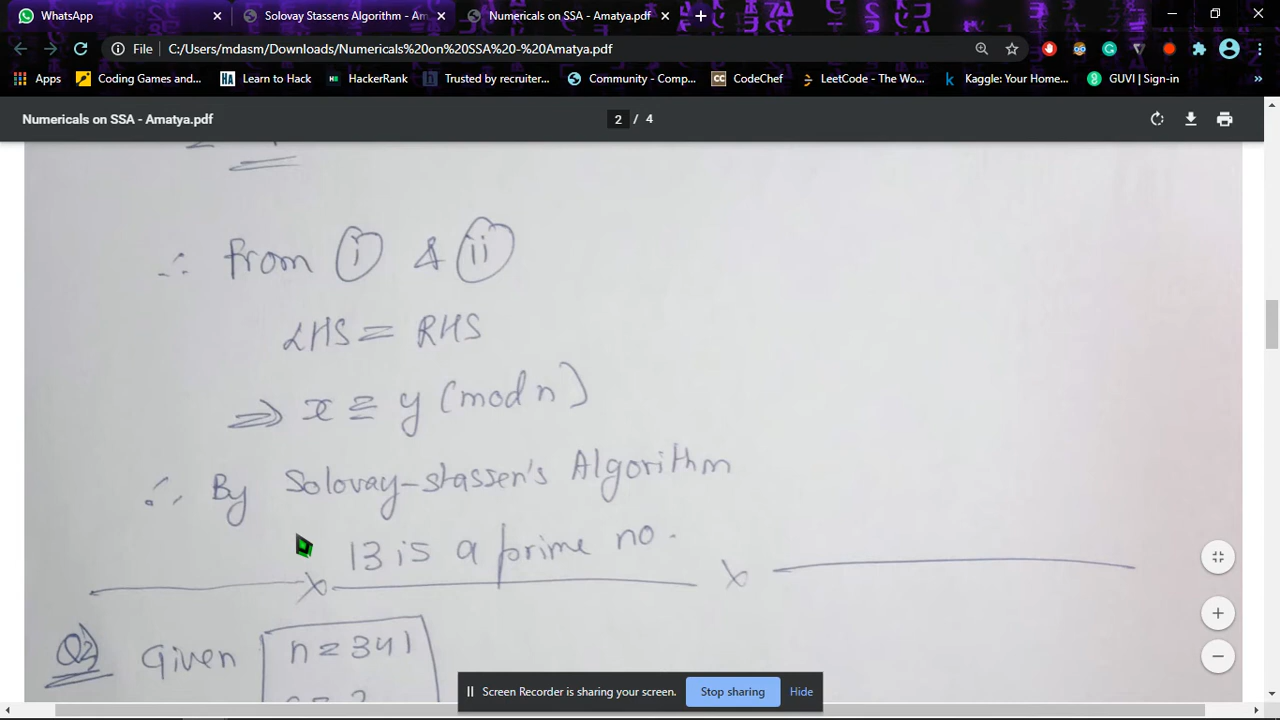 WhatsApp
Solovay Stassens Algorithm - Am
Numericals on SSA - Amatya.pdf
File
C:/Users/mdasm/Downloads/Numericals%20on%20SSA%20-%20Amatya.pdf
Apps
Coding Games and...
Learn to Hack
HackerRank
Trusted by recruiter...
Community - Comp...
CodeChef
LeetCode - The Wo...
Kaggle: Your Home...
GUVI | Sign-in
»
Numericals on SSA - Amatya.pdf
2 / 4
∴ from (i) & (ii)
LHS = RHS
⇒ x ≡ y (mod n)
∴ By Solovay-stassen's Algorithm
13 is a prime no.
x x
Q2) Given n = 341
Screen Recorder is sharing your screen.
Stop sharing
Hide